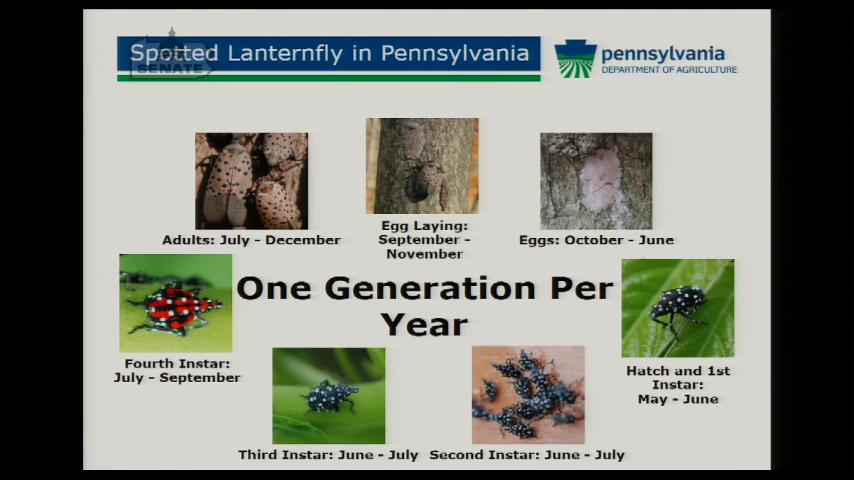 Spotted Lanternfly in Pennsylvania
SENATE
pennsylvania
DEPARTMENT OF AGRICULTURE
Adults: July - December
Egg Laying:
September -
November
Eggs: October - June
One Generation Per
Year
Fourth Instar:
July - September
Hatch and 1st
Instar:
May - June
Third Instar: June - July
Second Instar: June - July